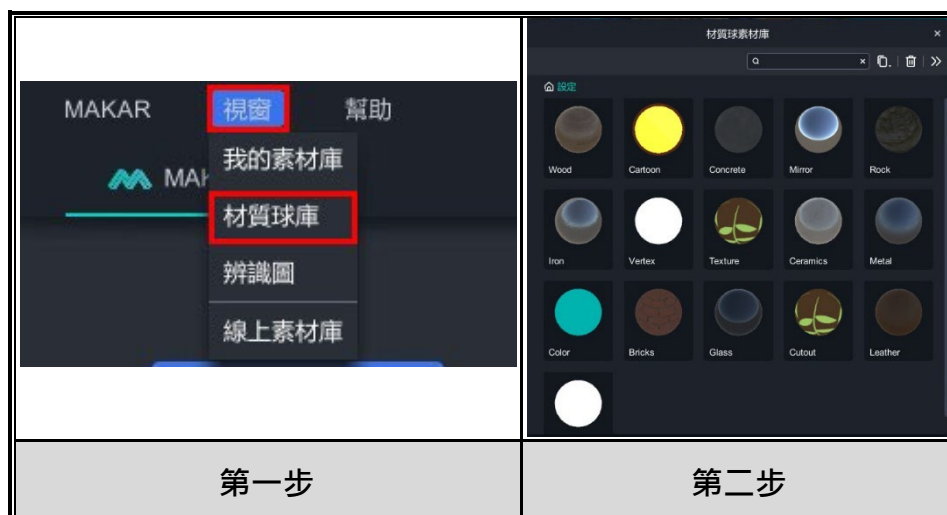 MAKAR 視窗 幫助
MAK
我的素材庫
材質球庫
辨識圖
線上素材庫
材質球素材庫
設定
Wood Cartoon Concrete Mirror Rock
Iron Vertex Texture Ceramics Metal
Color Bricks Glass Cutout Leather
第一步 第二步